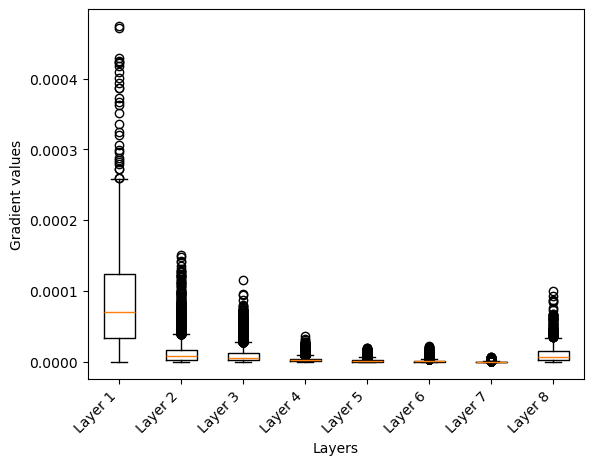 Gradient values
0.0004
0.0003
0.0002
0.0001
0.0000
Layer 1
Layer 2
Layer 3
Layer 4
Layer 5
Layer 6
Layer 7
Layer 8
Layers